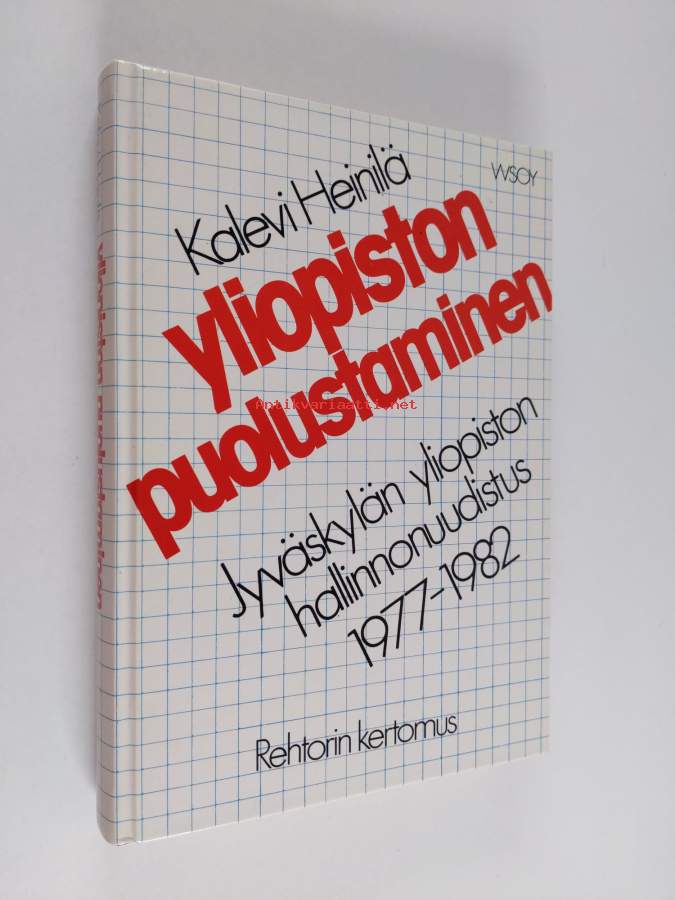 WSOY
Kalevi Heinilä
yliopiston
puolustaminen
Antikvariaatti.net
Jyväskylän yliopiston
hallinnonuudistus
1977-1982
Rehtorin kertomus
yliopiston puolustaminen